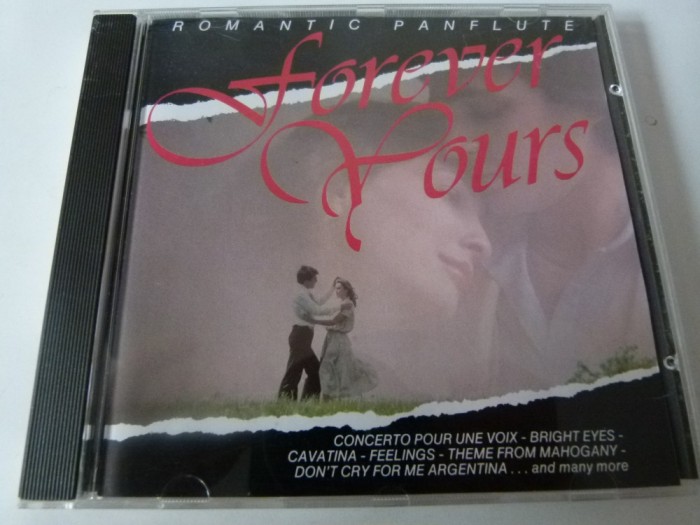 ROMANTIC PANFLUTE
Forever
Yours
CONCERTO POUR UNE VOIX - BRIGHT EYES -
CAVATINA - FEELINGS - THEME FROM MAHOGANY -
DON'T CRY FOR ME ARGENTINA ... and many more